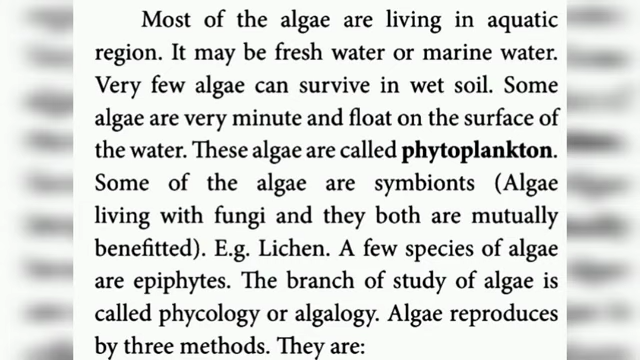 Most of the algae are living in aquatic
region. It may be fresh water or marine water.
Very few algae can survive in wet soil. Some
algae are very minute and float on the surface of
the water. These algae are called phytoplankton.
Some of the algae are symbionts (Algae
living with fungi and they both are mutually
benefitted). E.g. Lichen. A few species of algae
are epiphytes. The branch of study of algae is
called phycology or algalogy. Algae reproduces
by three methods. They are: